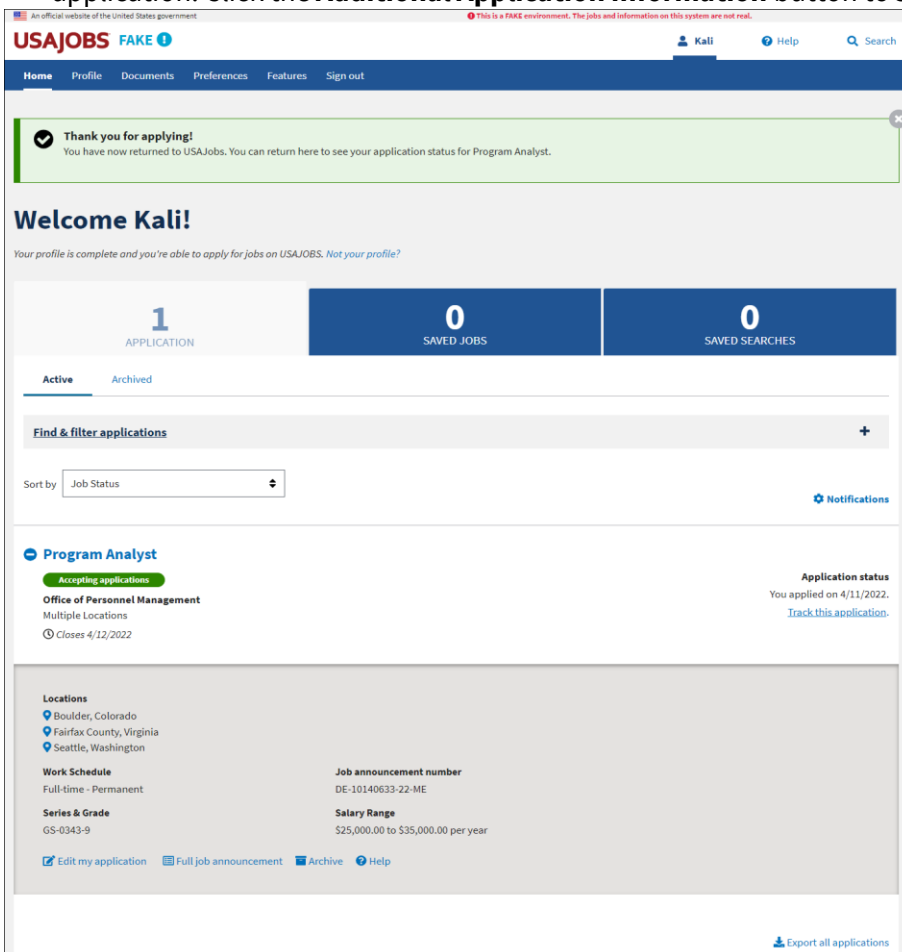 application. Click the Additional Application Information button to
An official website of the United States government
This is a FAKE environment. The jobs and information on this system are not real.
USAJOBS FAKE
Kali
Help
Search
Home Profile Documents Preferences Features Sign out
Thank you for applying!
You have now returned to USAJobs. You can return here to see your application status for Program Analyst.
Welcome Kali!
Your profile is complete and you're able to apply for jobs on USAJOBS. Not your profile?
1
APPLICATION
0
SAVED JOBS
0
SAVED SEARCHES
Active Archived
Find & filter applications
Sort by Job Status
Notifications
Program Analyst
Accepting applications
Office of Personnel Management
Multiple Locations
Closes 4/12/2022
Application status
You applied on 4/11/2022.
Track this application.
Locations
Boulder, Colorado
Fairfax County, Virginia
Seattle, Washington
Work Schedule
Full-time - Permanent
Job announcement number
DE-10140633-22-ME
Series & Grade
GS-0343-9
Salary Range
$25,000.00 to $35,000.00 per year
Edit my application Full job announcement Archive Help
Export all applications